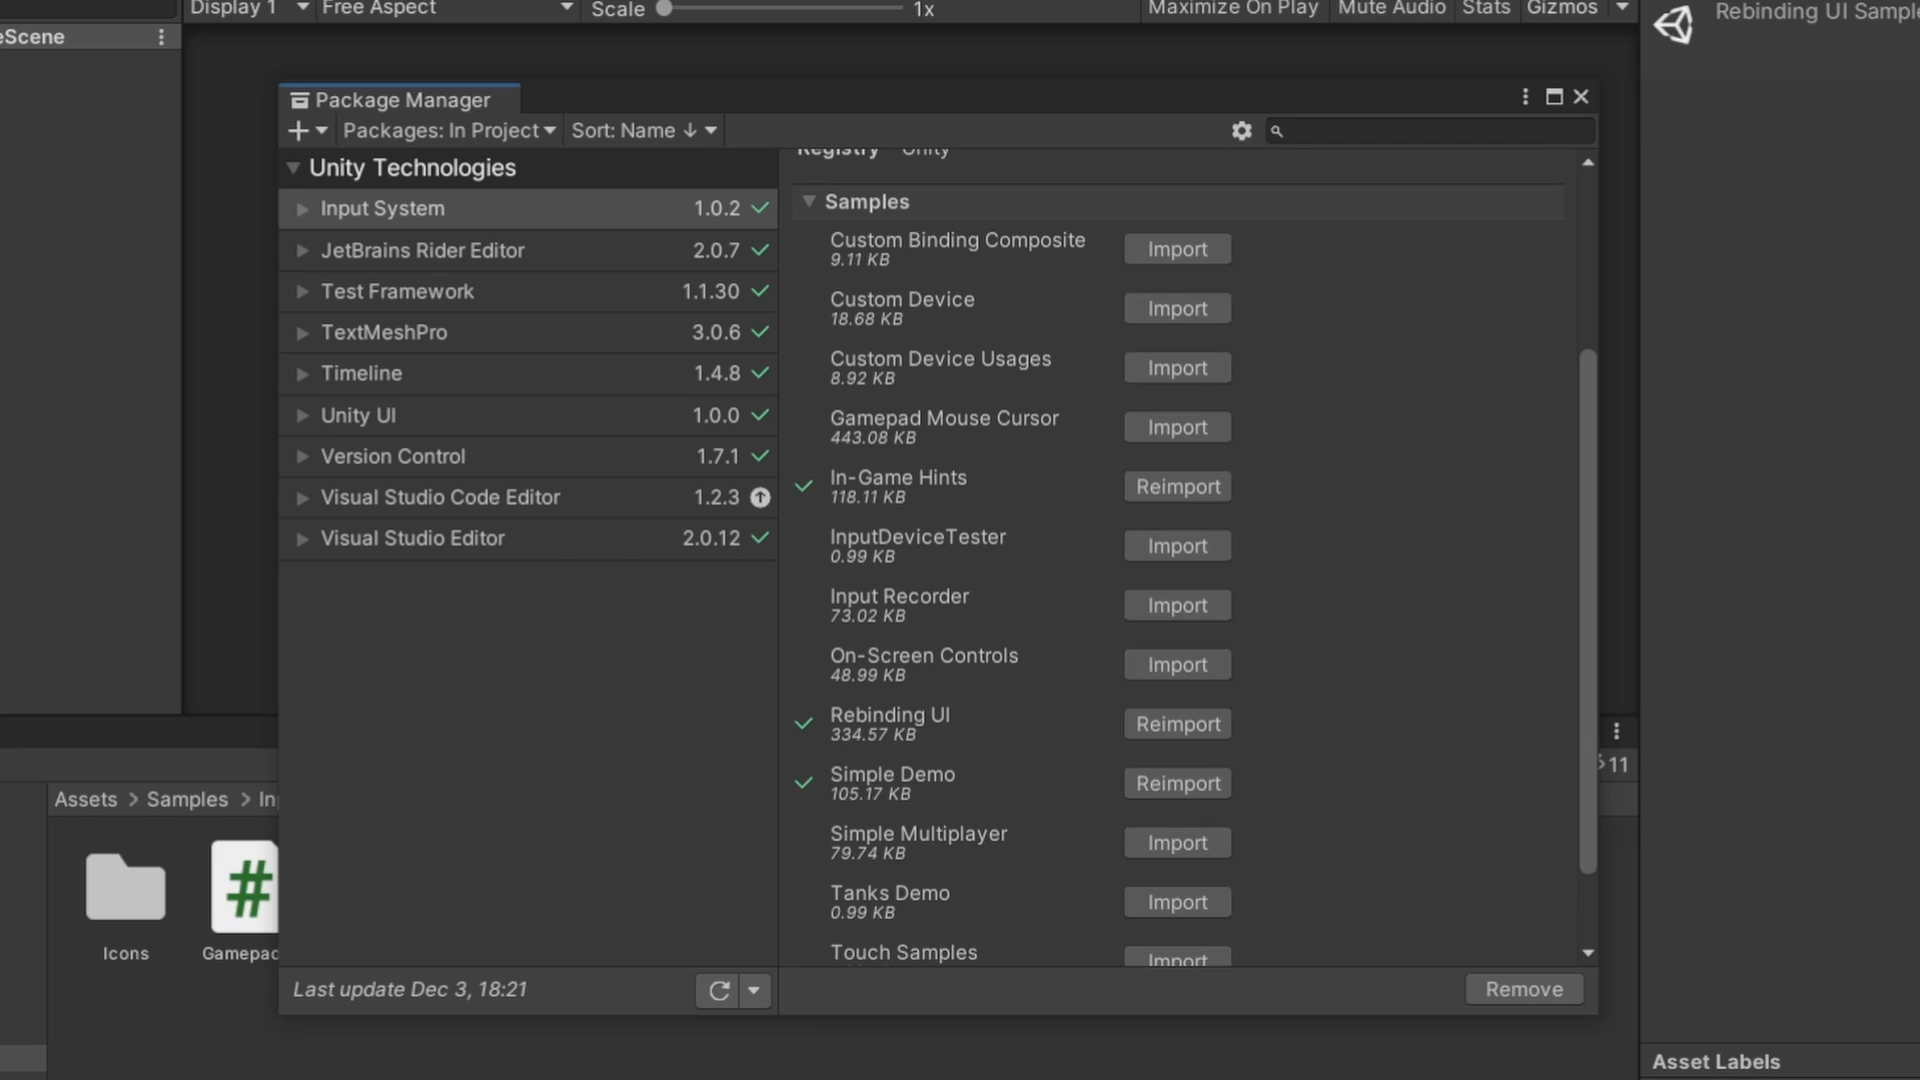 Display 1
Free Aspect
Scale
1x
Maximize On Play
Mute Audio
Stats
Gizmos
Rebinding UI Sample
eScene
Package Manager
Packages: In Project
Sort: Name ↓
Unity Technologies
Input System 1.0.2
JetBrains Rider Editor 2.0.7
Test Framework 1.1.30
TextMeshPro 3.0.6
Timeline 1.4.8
Unity UI 1.0.0
Version Control 1.7.1
Visual Studio Code Editor 1.2.3
Visual Studio Editor 2.0.12
Last update Dec 3, 18:21
Registry Unity
Samples
Custom Binding Composite
9.11 KB
Import
Custom Device
18.68 KB
Import
Custom Device Usages
8.92 KB
Import
Gamepad Mouse Cursor
443.08 KB
Import
In-Game Hints
118.11 KB
Reimport
InputDeviceTester
0.99 KB
Import
Input Recorder
73.02 KB
Import
On-Screen Controls
48.99 KB
Import
Rebinding UI
334.57 KB
Reimport
Simple Demo
105.17 KB
Reimport
Simple Multiplayer
79.74 KB
Import
Tanks Demo
0.99 KB
Import
Touch Samples
Import
Remove
11
Assets > Samples > In
Icons
Gamepad
#
Asset Labels